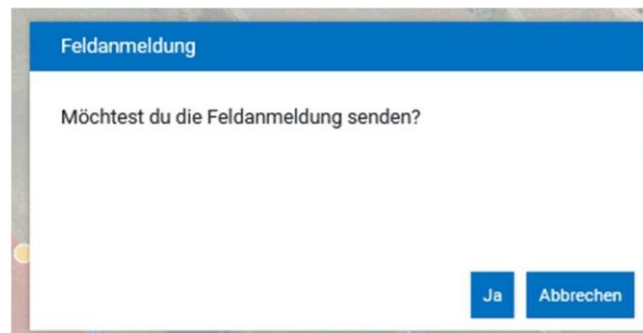 Feldanmeldung
Möchtest du die Feldanmeldung senden?
Ja Abbrechen